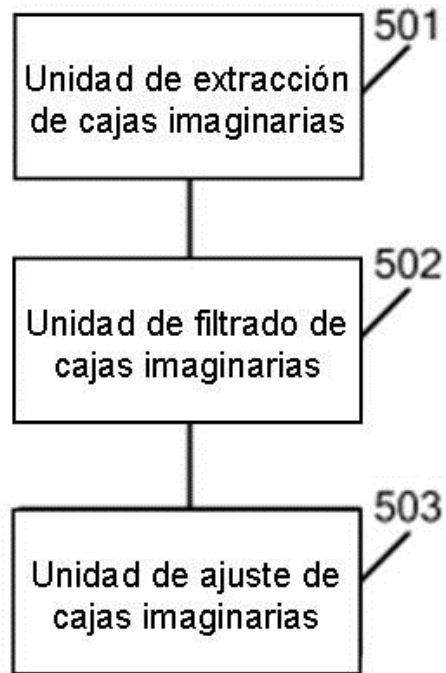 501
Unidad de extracción
de cajas imaginarias
502
Unidad de filtrado de
cajas imaginarias
503
Unidad de ajuste de
cajas imaginarias